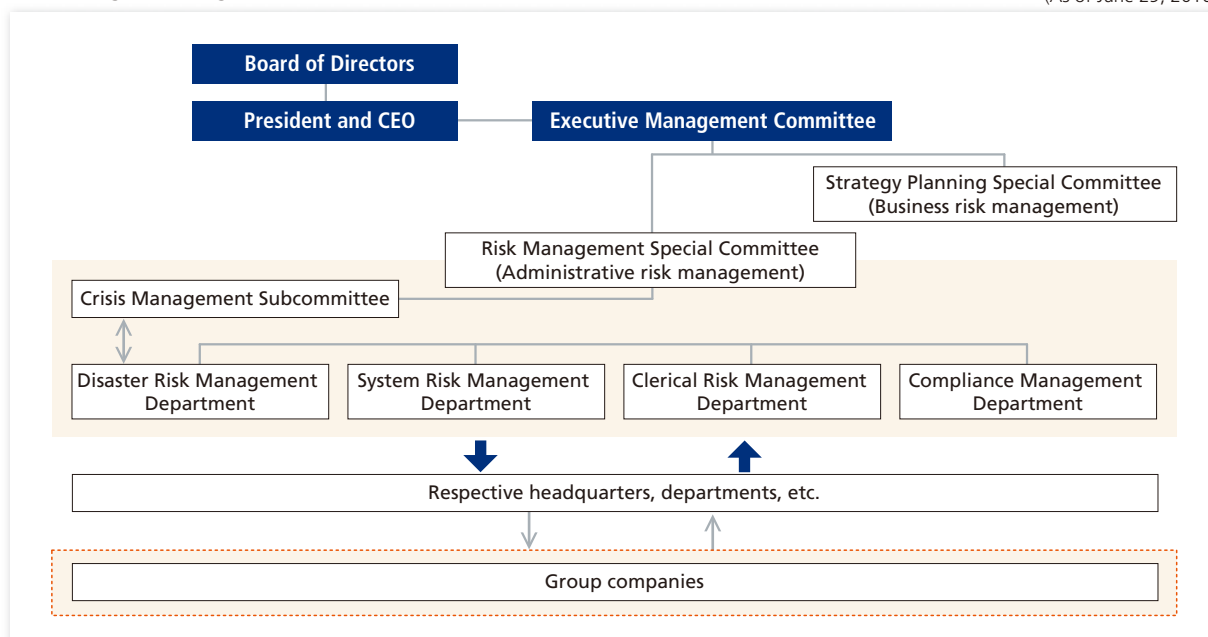 Board of Directors
President and CEO
Executive Management Committee
Strategy Planning Special Committee
(Business risk management)
Risk Management Special Committee
(Administrative risk management)
Crisis Management Subcommittee
Disaster Risk Management
Department
System Risk Management
Department
Clerical Risk Management
Department
Compliance Management
Department
Respective headquarters, departments, etc.
Group companies